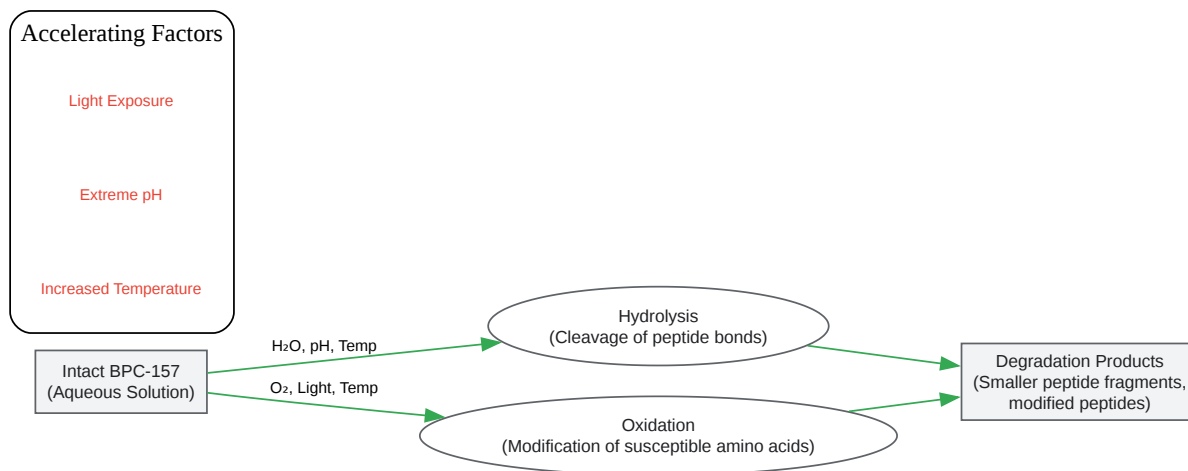 Accelerating Factors
Light Exposure
Extreme pH
Increased Temperature
Hydrolysis
(Cleavage of peptide bonds)
H₂O, pH, Temp
Intact BPC-157
(Aqueous Solution)
O₂, Light, Temp
Degradation Products
(Smaller peptide fragments,
modified peptides)
Oxidation
(Modification of susceptible amino acids)